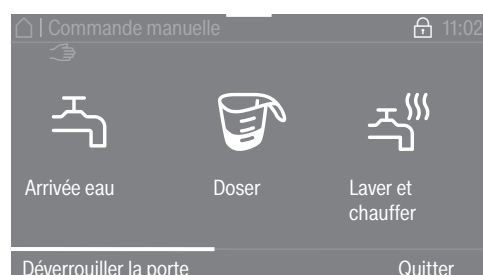 | Commande manuelle 11:02
Arrivée eau Doser Laver et
chauffer
Déverrouiller la porte Quitter